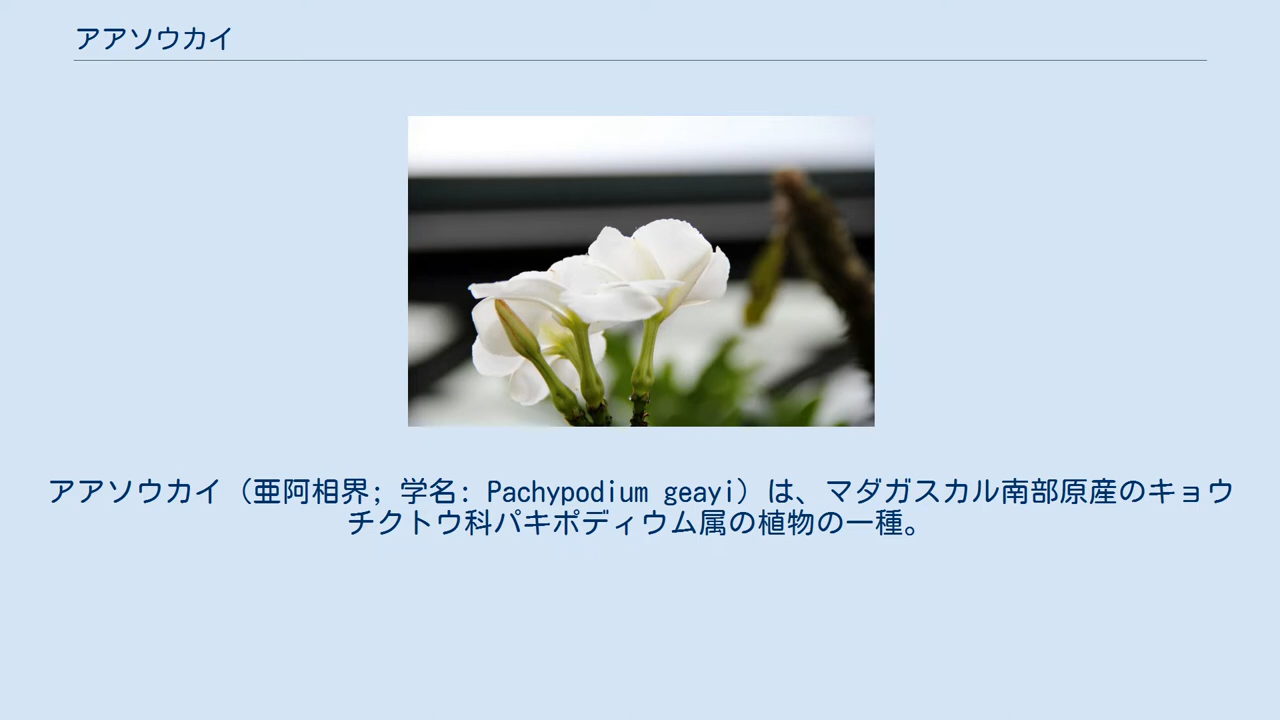 アアソウカイ
アアソウカイ（亜阿相界; 学名: Pachypodium geayi）は、マダガスカル南部原産のキョウ
チクトウ科パキポディウム属の植物の一種。